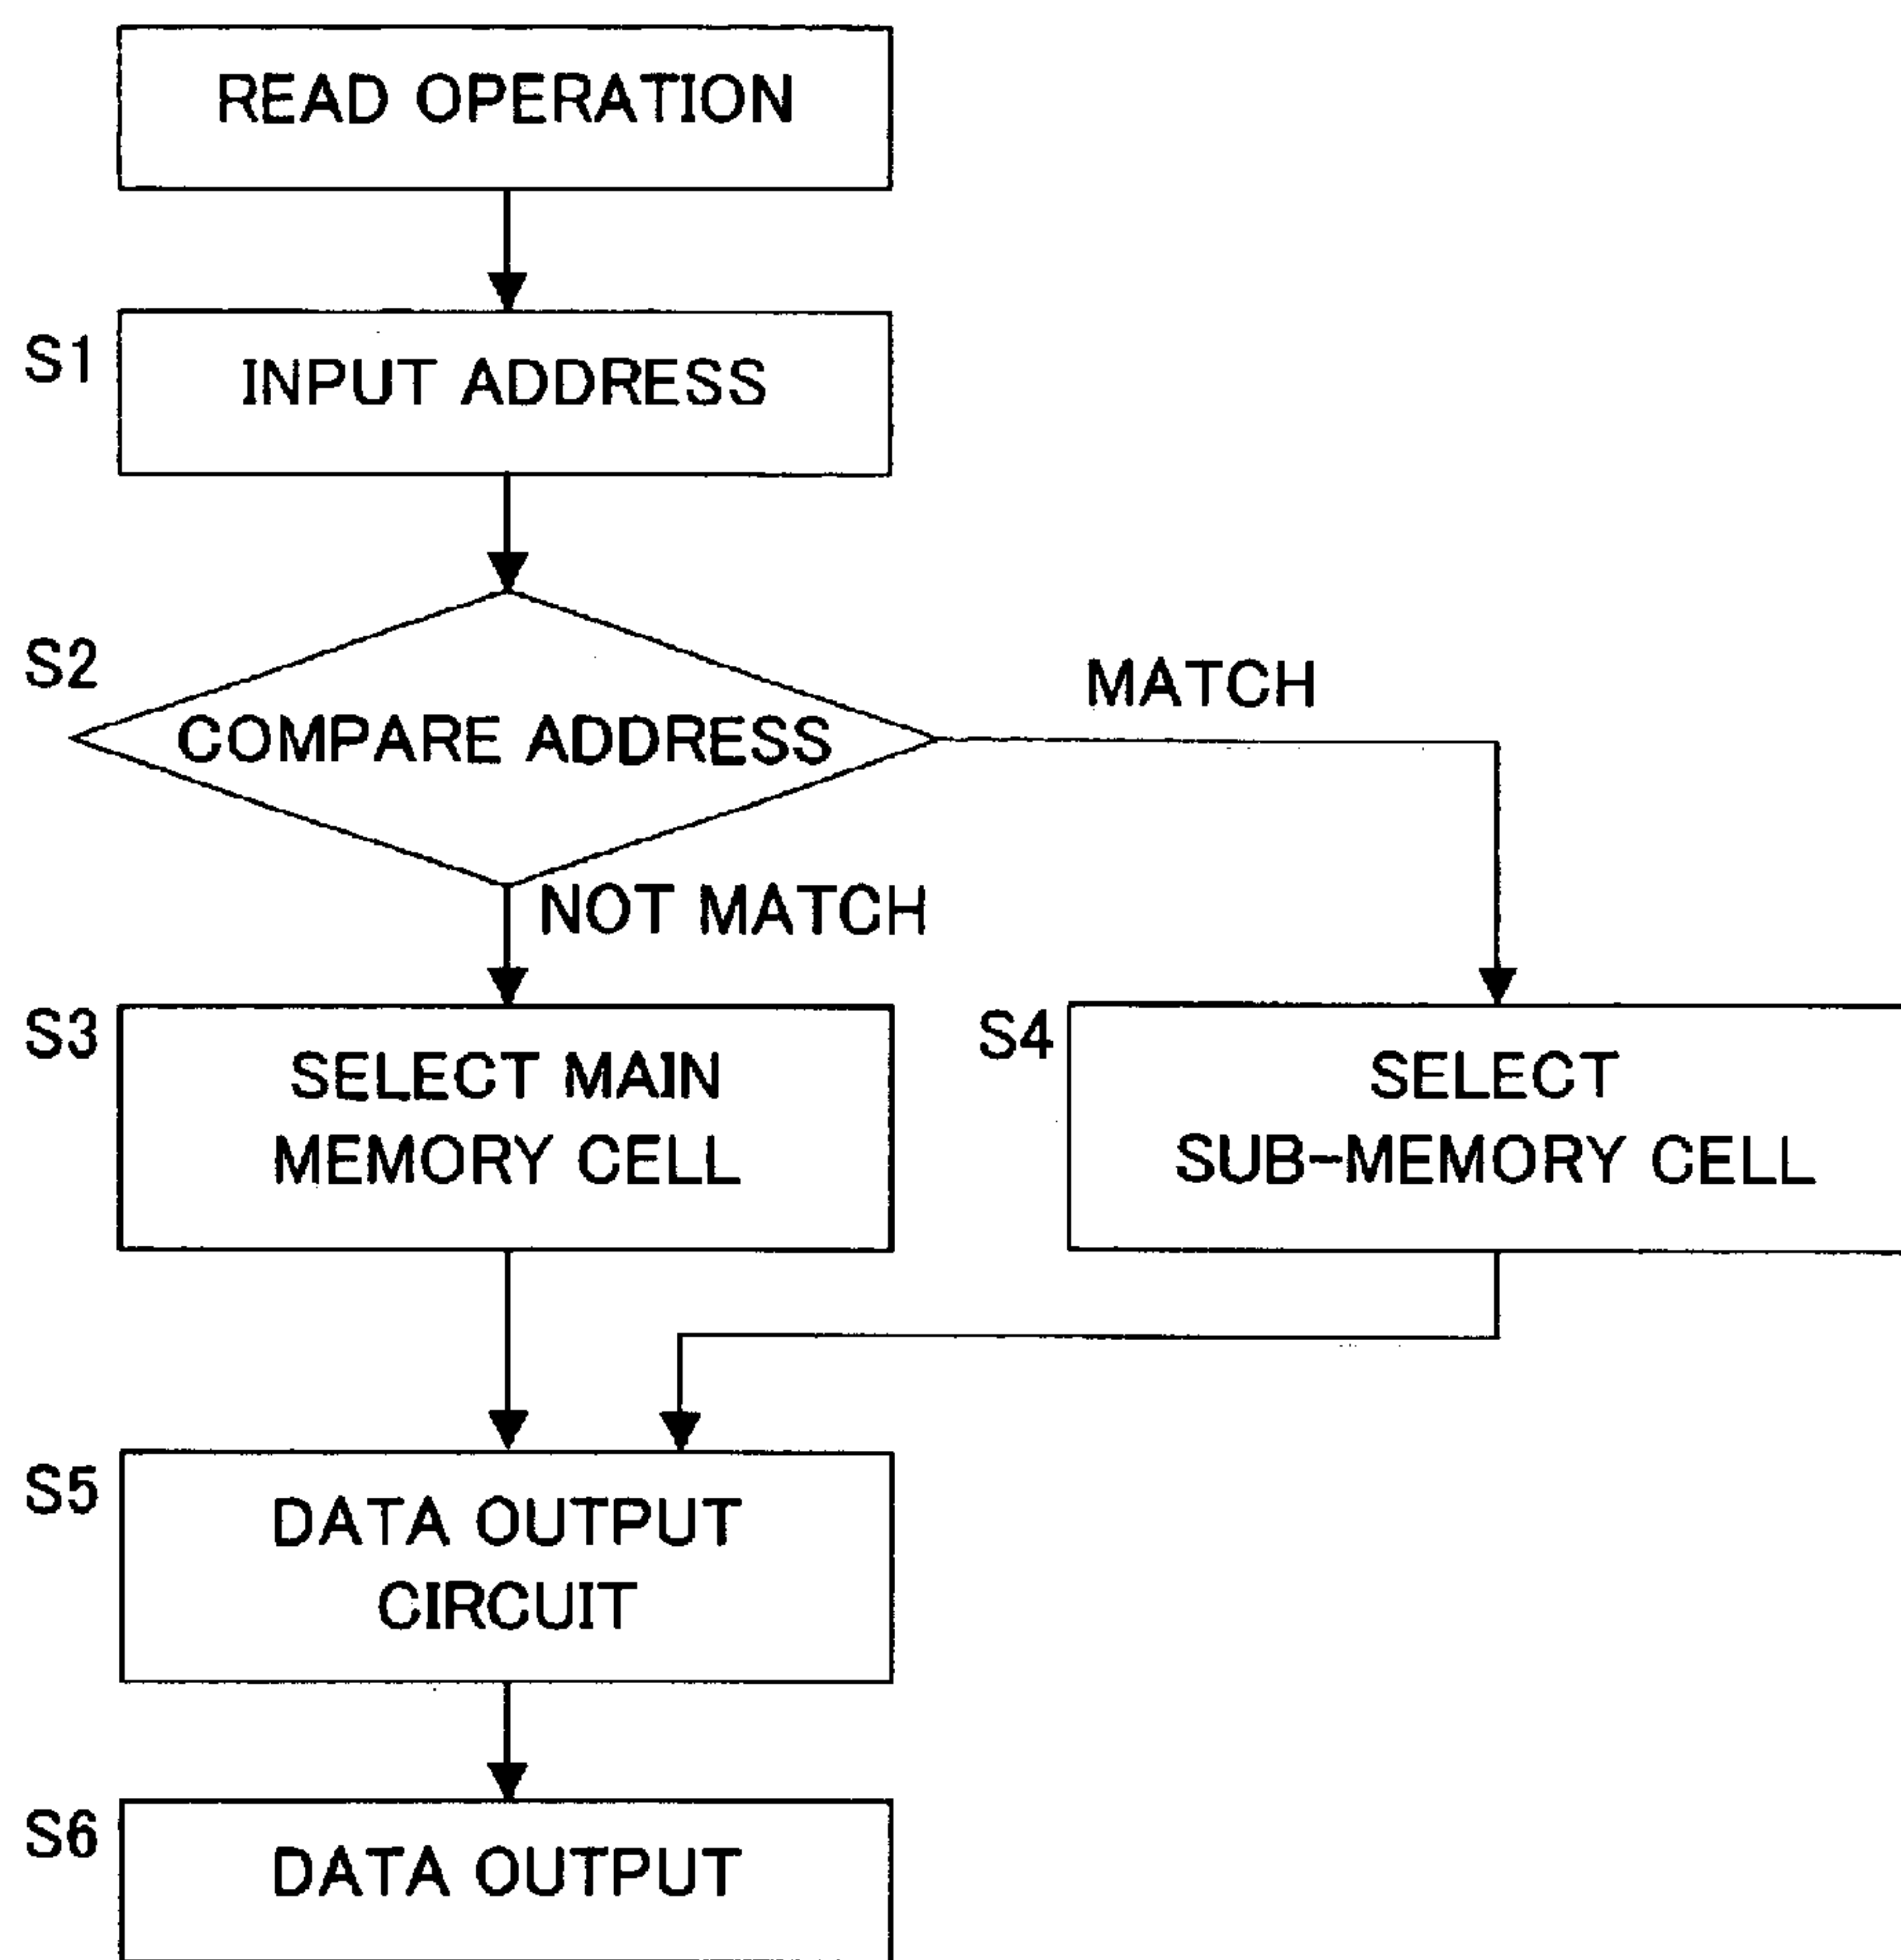 READ OPERATION
S1
INPUT ADDRESS
S2
COMPARE ADDRESS
MATCH
NOT MATCH
S3
SELECT MAIN
MEMORY CELL
S4
SELECT
SUB-MEMORY CELL
S5
DATA OUTPUT
CIRCUIT
S6
DATA OUTPUT